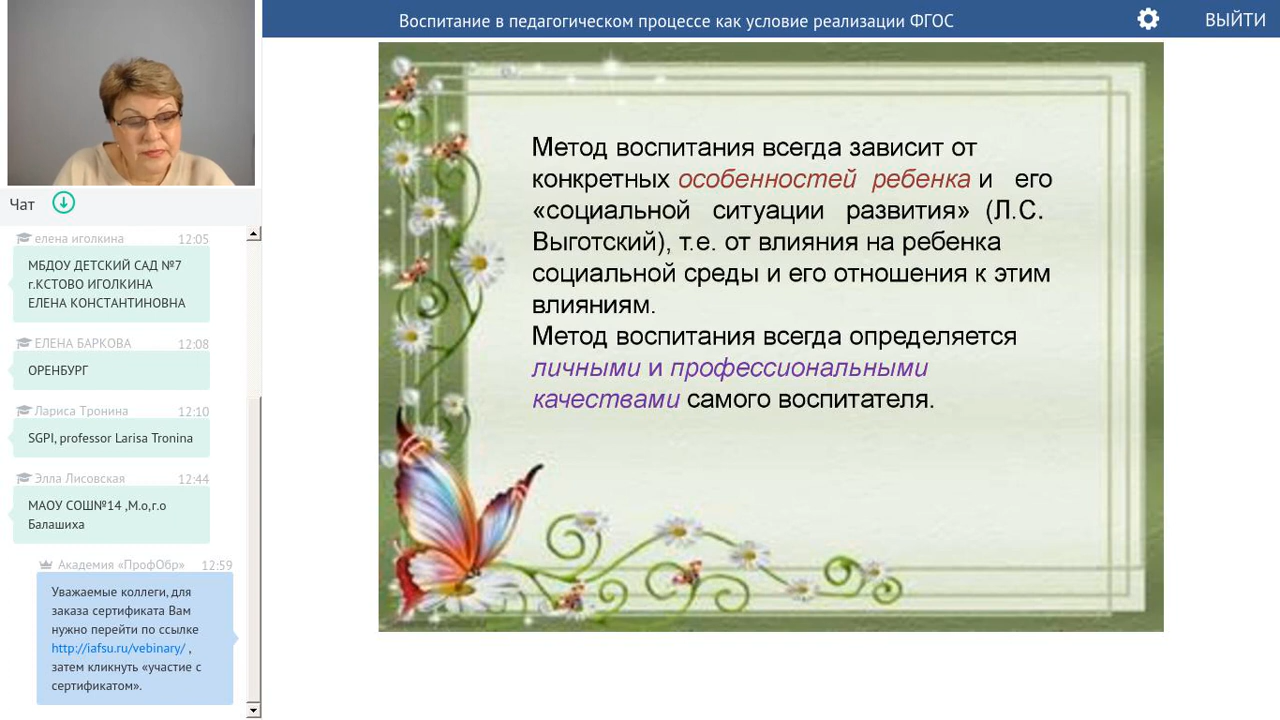 Воспитание в педагогическом процессе как условие реализации ФГОС
ВЫЙТИ
Чат
елена иголкина 12:05
МБДОУ ДЕТСКИЙ САД №7
г.КСТОВО ИГОЛКИНА
ЕЛЕНА КОНСТАНТИНОВНА
ЕЛЕНА БАРКОВА 12:08
ОРЕНБУРГ
Лариса Тронина 12:10
SGPI, professor Larisa Tronina
Элла Лисовская 12:44
МАОУ СОШ№14 ,М.о,г.о
Балашиха
Академия «ПрофОбр» 12:59
Уважаемые коллеги, для
заказа сертификата Вам
нужно перейти по ссылке
http://iafsu.ru/vebinary/ ,
затем кликнуть «участие с
сертификатом».
Метод воспитания всегда зависит от
конкретных особенностей ребенка и его
«социальной ситуации развития» (Л.С.
Выготский), т.е. от влияния на ребенка
социальной среды и его отношения к этим
влияниям.
Метод воспитания всегда определяется
личными и профессиональными
качествами самого воспитателя.